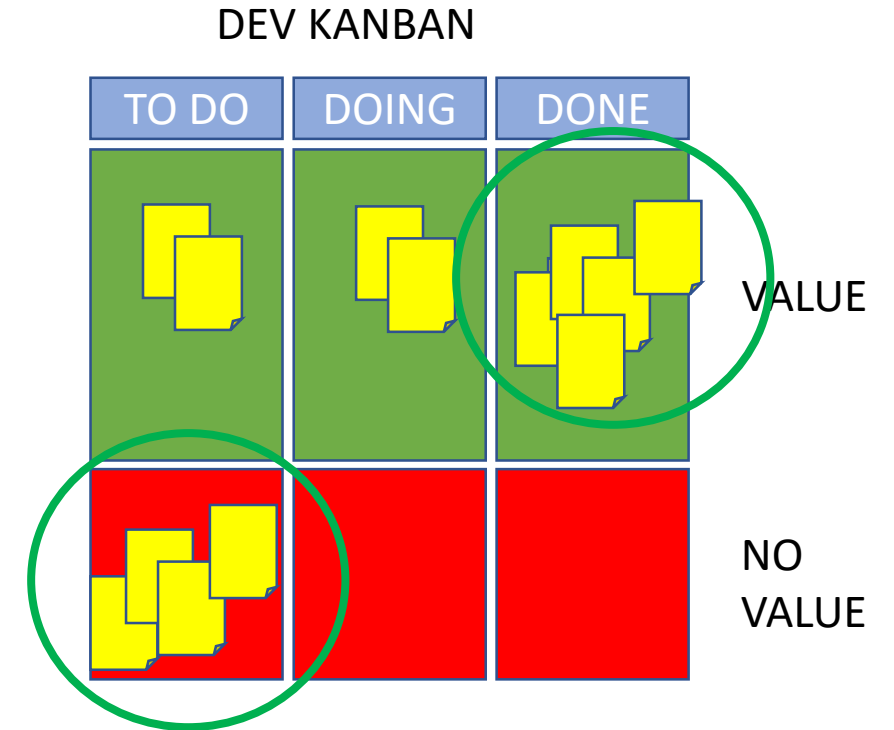 DEV KANBAN
TO DO
DOING
DONE
VALUE
NO
VALUE